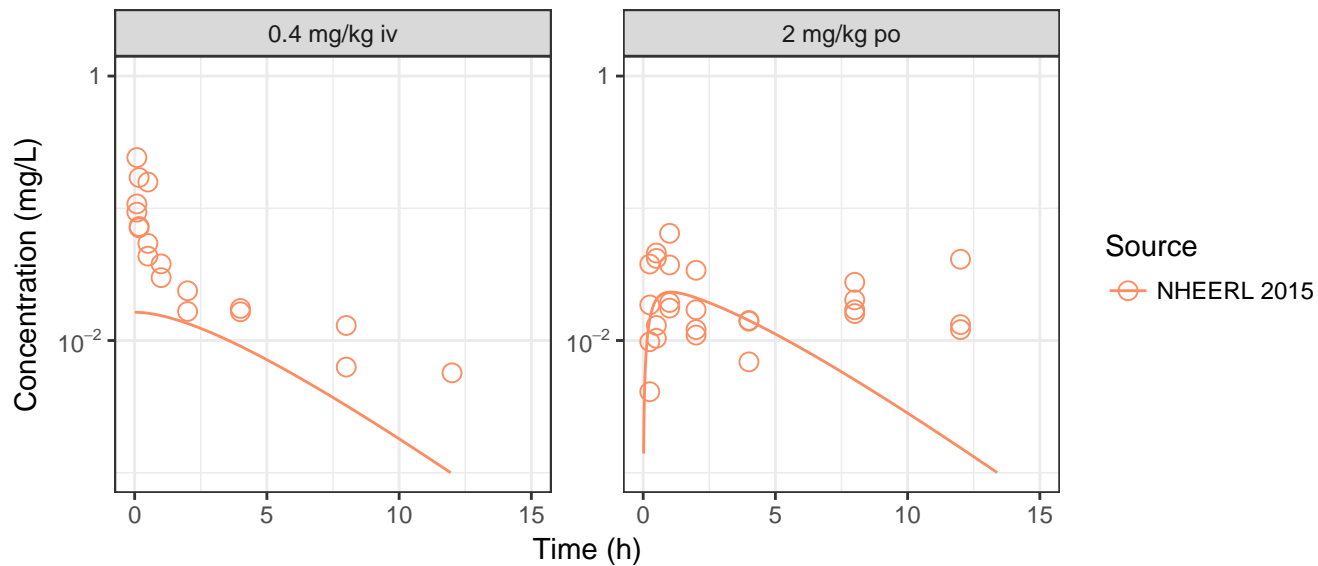 0.4 mg/kg iv
2 mg/kg po
Concentration (mg/L)
1
10⁻²
10⁻²
0 5 10 15
0 5 10 15
Time (h)
Source
NHEERL 2015